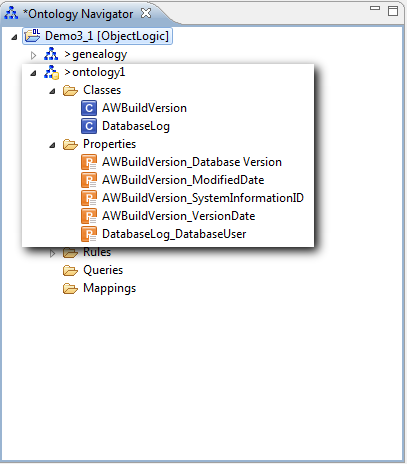 *Ontology Navigator
Demo3_1 [ObjectLogic]
>genealogy
>ontology1
Classes
AWBuildVersion
DatabaseLog
Properties
AWBuildVersion_Database Version
AWBuildVersion_ModifiedDate
AWBuildVersion_SystemInformationID
AWBuildVersion_VersionDate
DatabaseLog_DatabaseUser
Rules
Queries
Mappings